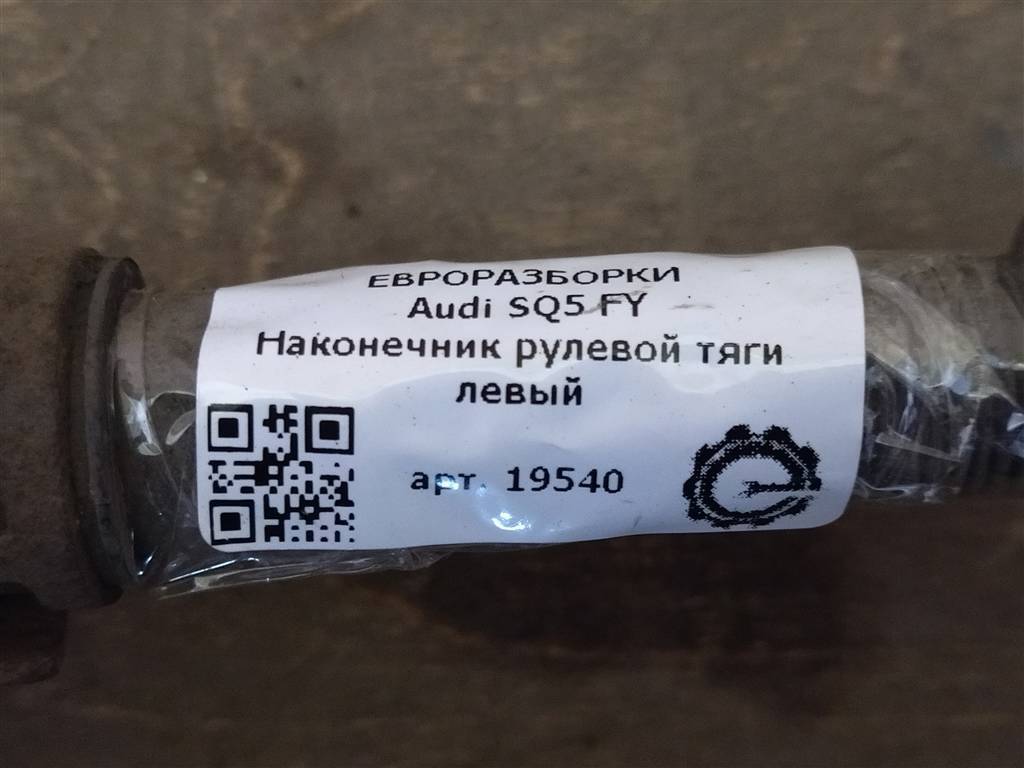 ЕВРОРАЗБОРКИ
Audi SQ5 FY
Наконечник рулевой тяги
левый
арт. 19540